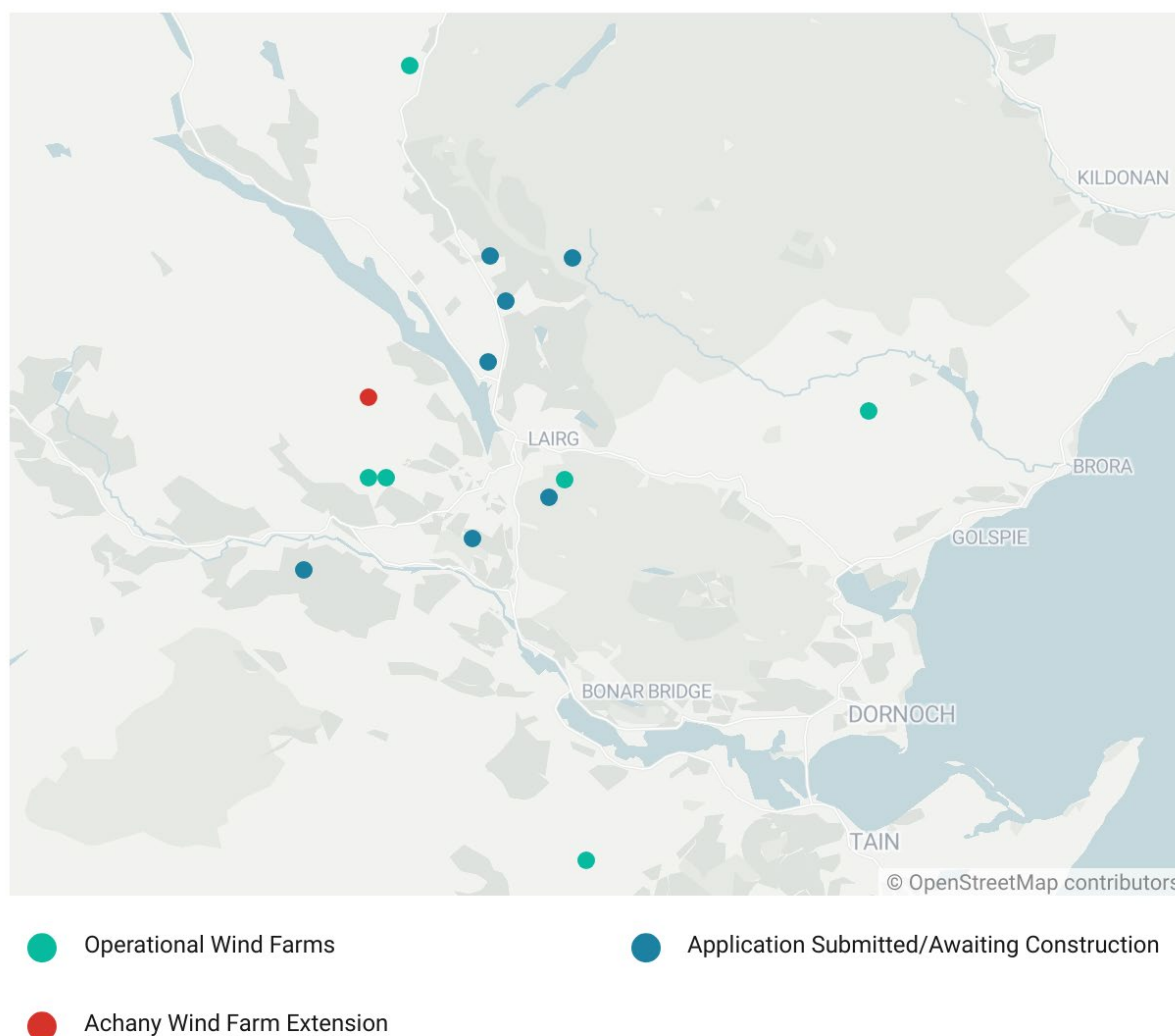 KILDONAN
LAIRG
BRORA
GOLSPIE
BONAR BRIDGE
DORNOCH
TAIN
© OpenStreetMap contributors
Operational Wind Farms
Application Submitted/Awaiting Construction
Achany Wind Farm Extension